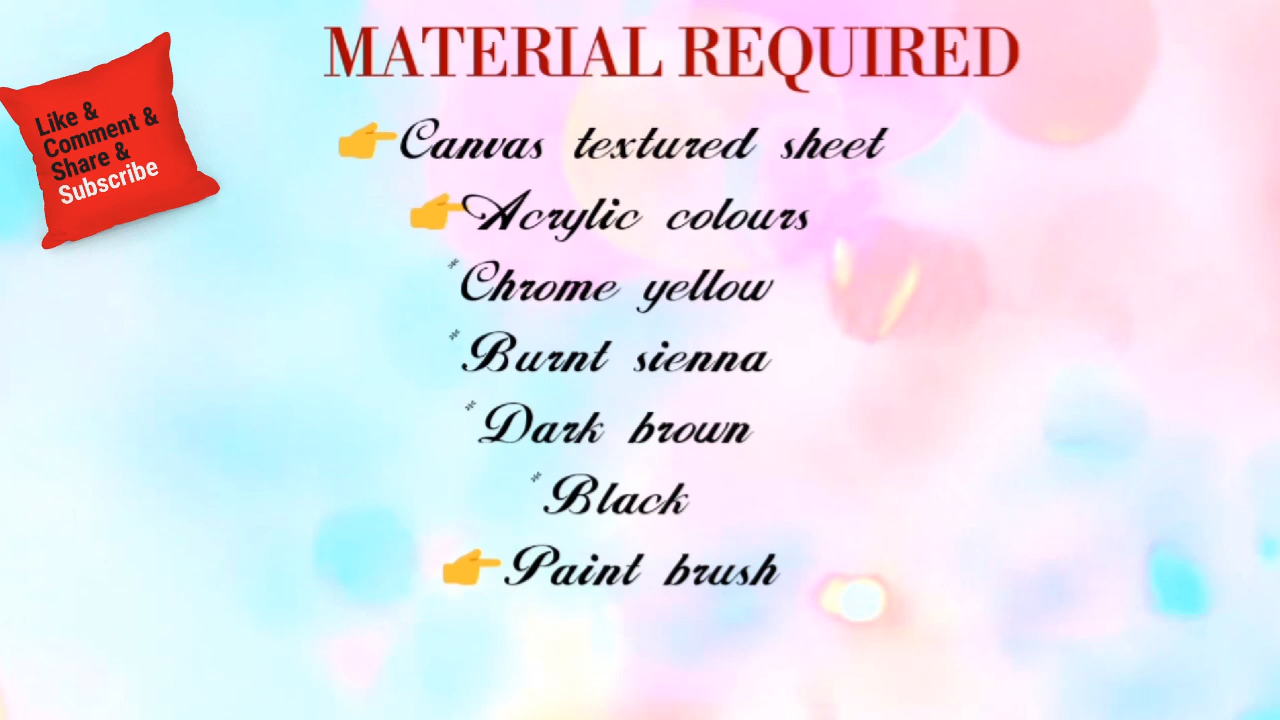 MATERIAL REQUIRED
Like &
Comment &
Share &
Subscribe
👉Canvas textured sheet
👉Acrylic colours
*Chrome yellow
*Burnt sienna
*Dark brown
*Black
👉Paint brush